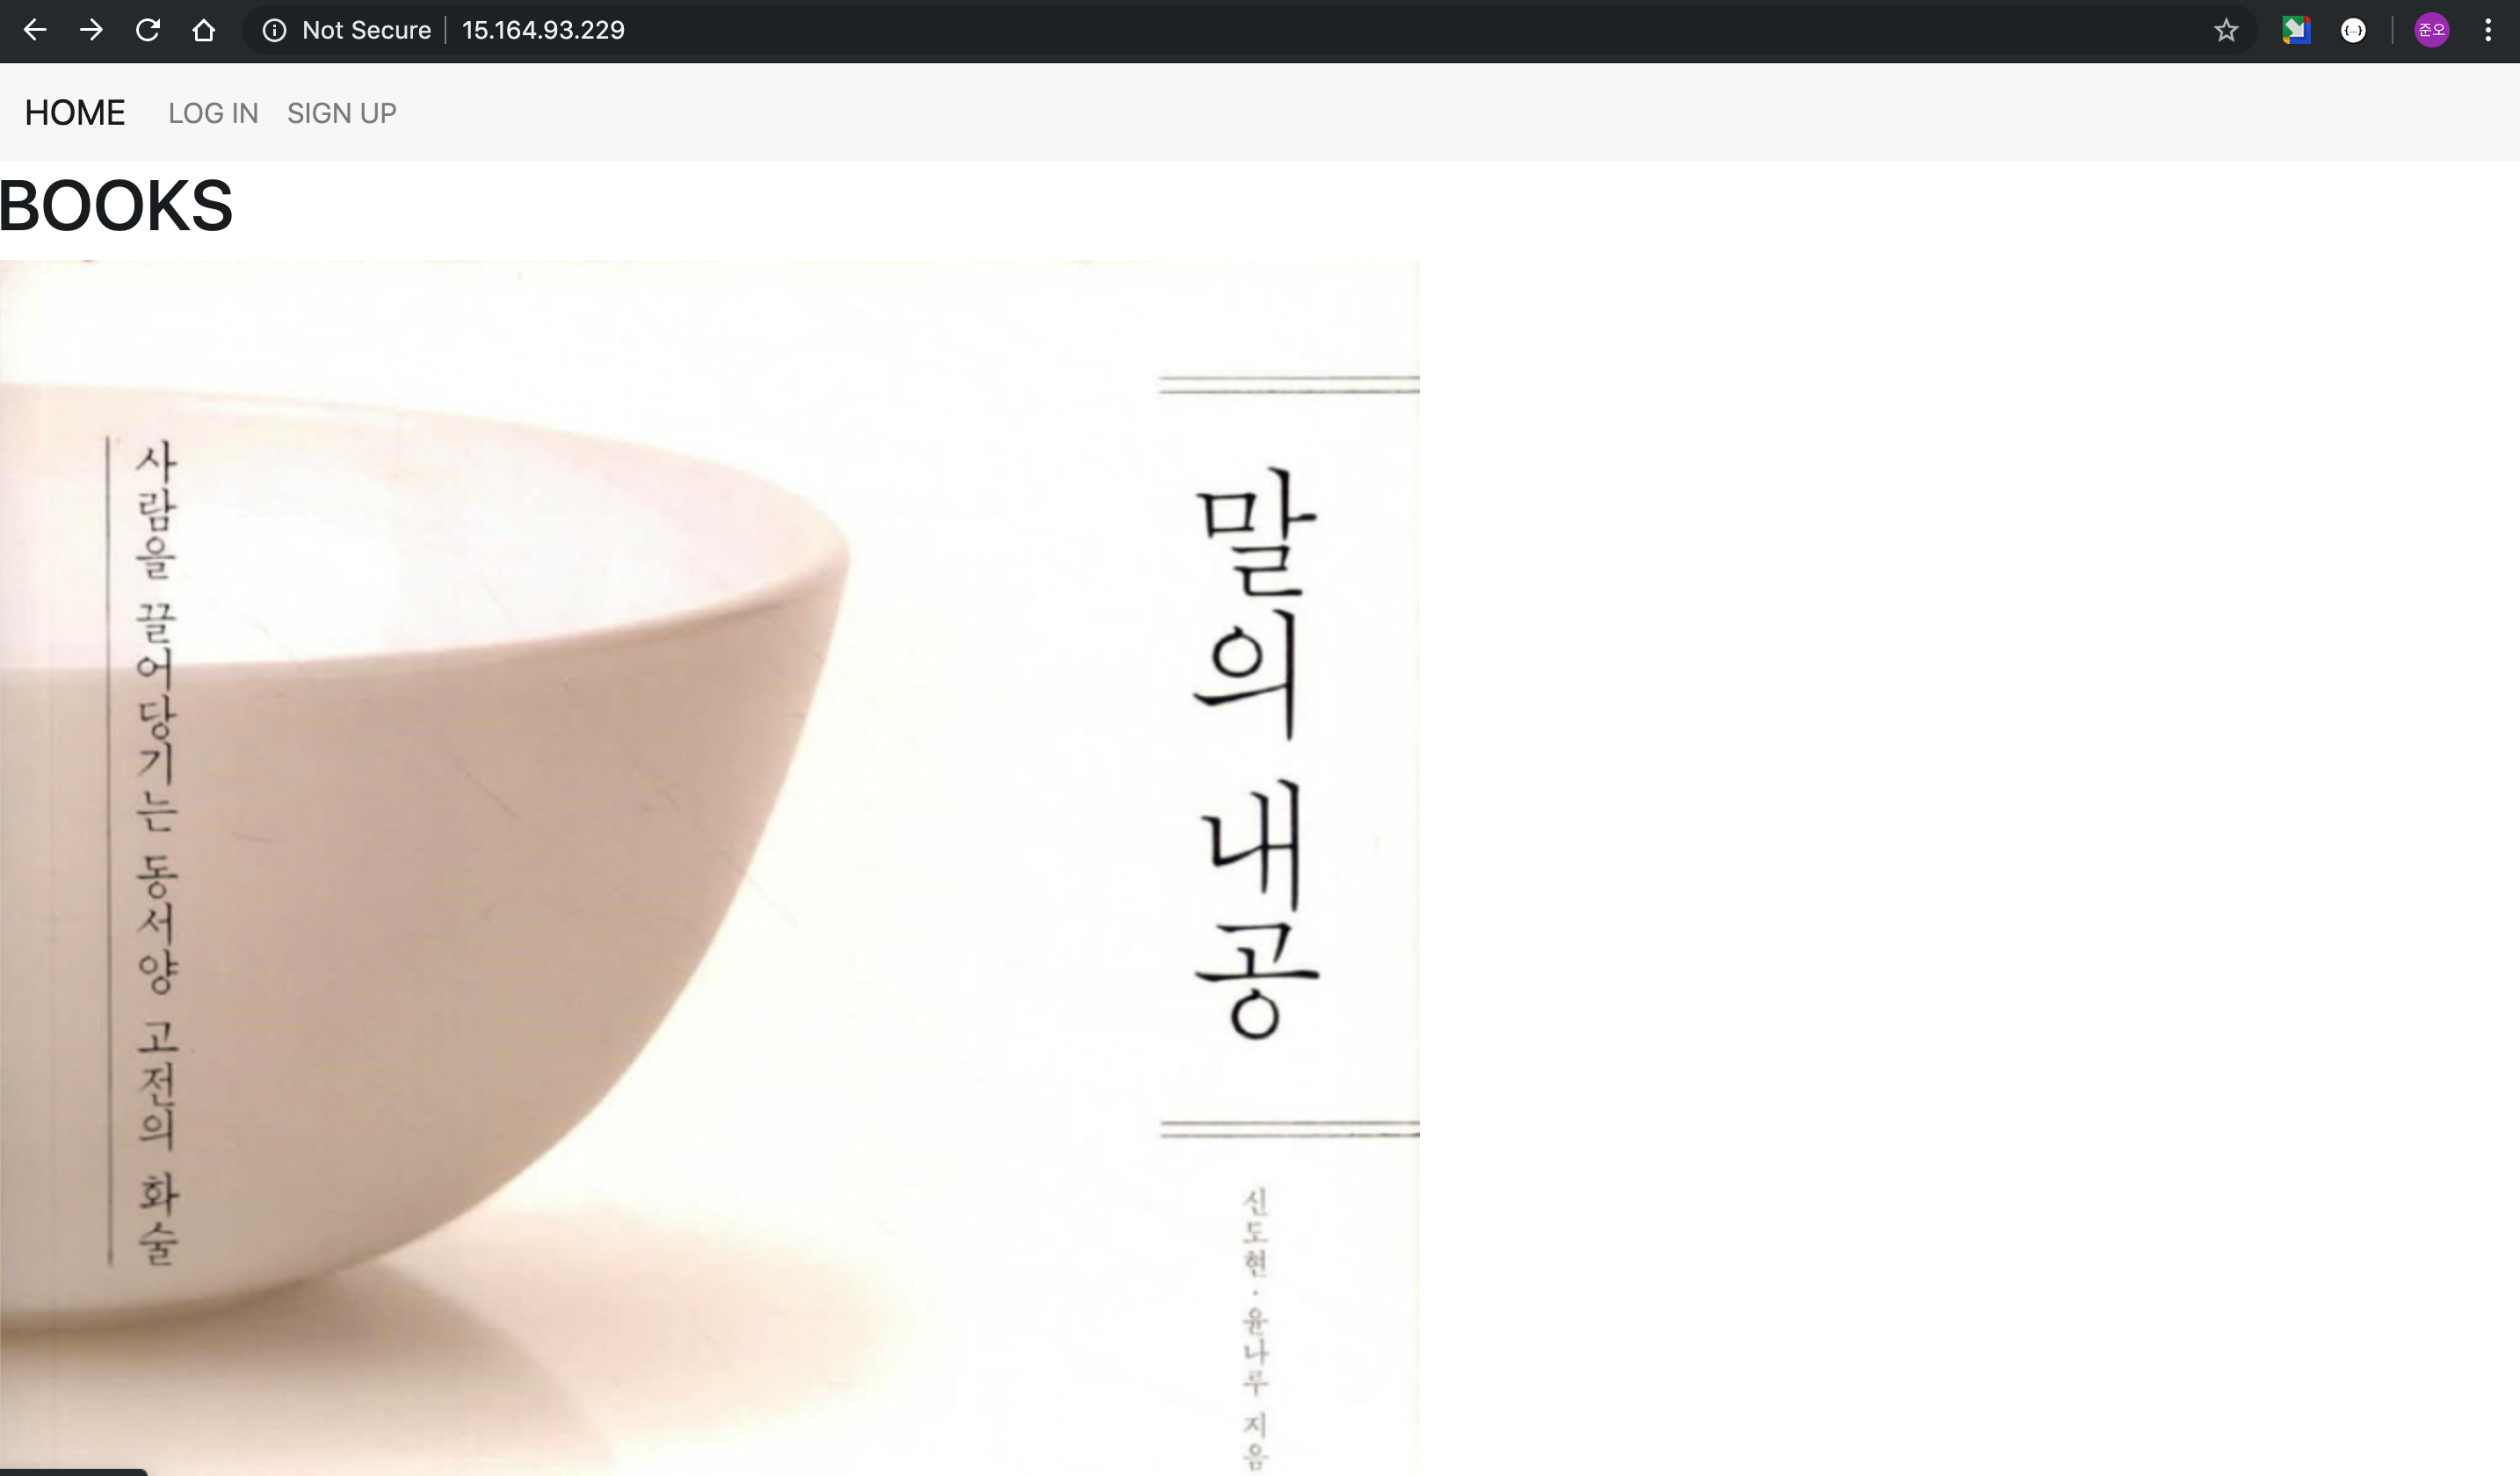 Not Secure 15.164.93.229
준오
HOME LOG IN SIGN UP
BOOKS
사람을 끌어당기는 동서양 고전의 화술
말의 내공
신도현 · 윤나루 지음